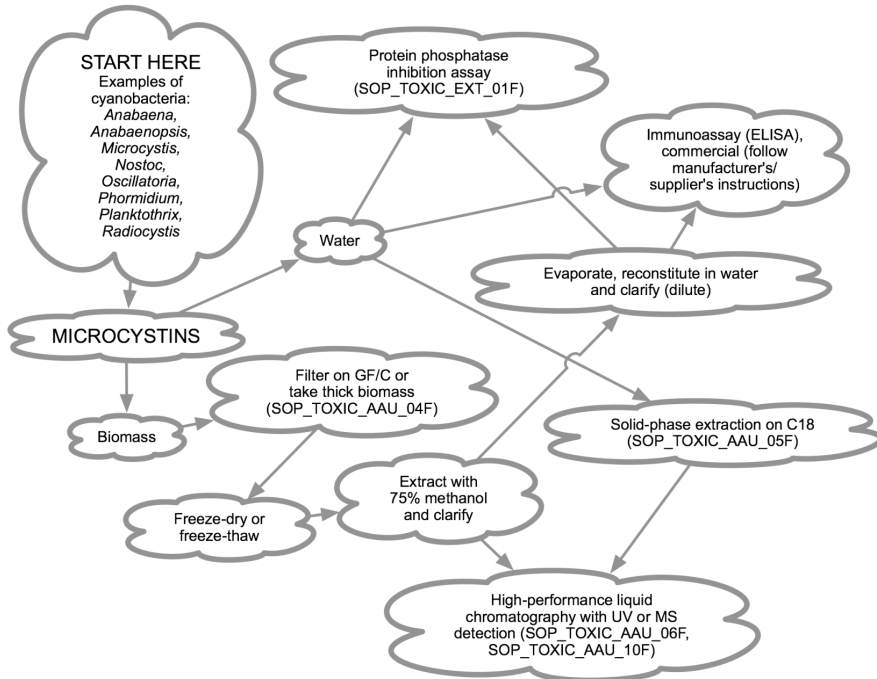 START HERE
Examples of
cyanobacteria:
Anabaena,
Anabaenopsis,
Microcystis,
Nostoc,
Oscillatoria,
Phormidium,
Planktothrix,
Radiocystis
Protein phosphatase
inhibition assay
(SOP_TOXIC_EXT_01F)
Immunoassay (ELISA),
commercial (follow
manufacturer's/
supplier's instructions)
Water
Evaporate, reconstitute in water
and clarify (dilute)
MICROCYSTINS
Filter on GF/C or
take thick biomass
(SOP_TOXIC_AAU_04F)
Biomass
Solid-phase extraction on C18
(SOP_TOXIC_AAU_05F)
Extract with
75% methanol
and clarify
Freeze-dry or
freeze-thaw
High-performance liquid
chromatography with UV or MS
detection (SOP_TOXIC_AAU_06F,
SOP_TOXIC_AAU_10F)